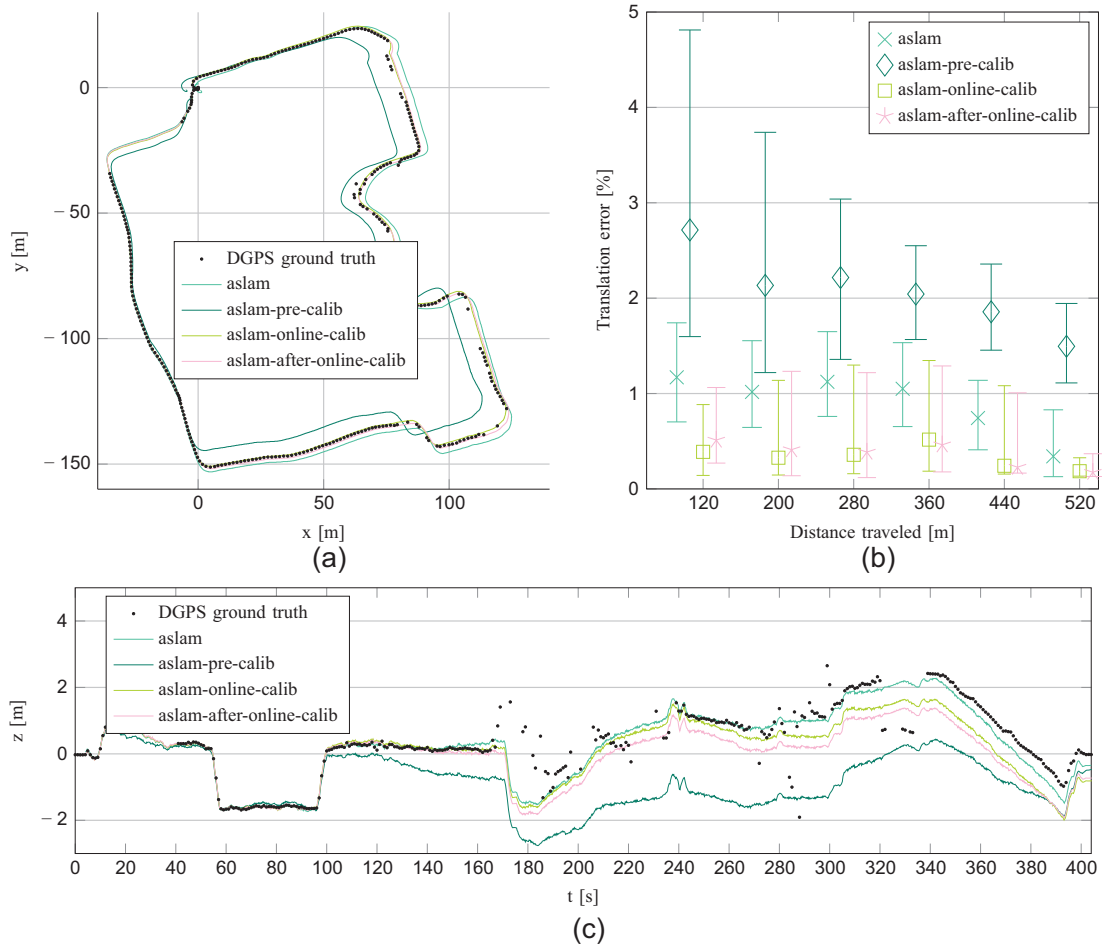 0
− 50
− 100
− 150
y [m]
0
50
100
x [m]
DGPS ground truth
aslam
aslam-pre-calib
aslam-online-calib
aslam-after-online-calib
(a)
5
4
3
2
1
0
Translation error [%]
aslam
aslam-pre-calib
aslam-online-calib
aslam-after-online-calib
120 200 280 360 440 520
Distance traveled [m]
(b)
4
2
0
− 2
z [m]
DGPS ground truth
aslam
aslam-pre-calib
aslam-online-calib
aslam-after-online-calib
0 20 40 60 80 100 120 140 160 180 200 220 240 260 280 300 320 340 360 380 400
t [s]
(c)